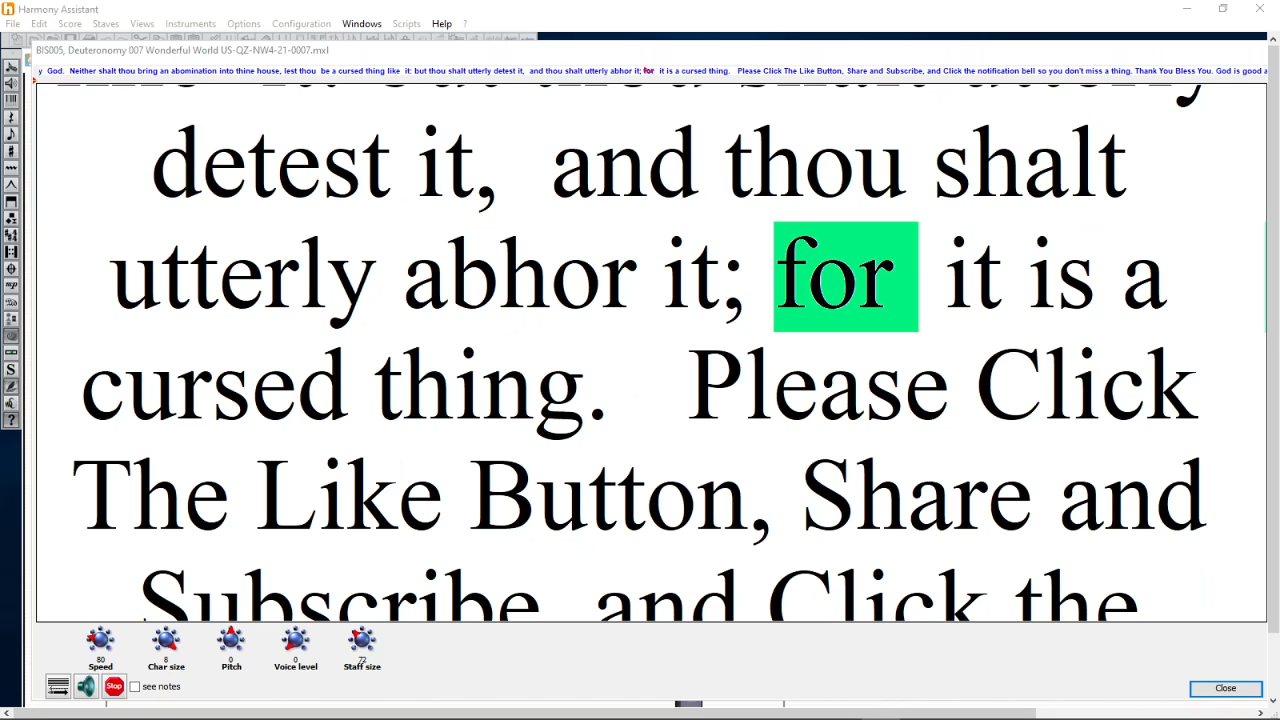 Harmony Assistant
File Edit Score Staves Views Instruments Options Configuration Windows Scripts Help ?
BIS005, Deuteronomy 007 Wonderful World US-QZ-NW4-21-0007.mxl
y God. Neither shalt thou bring an abomination into thine house, lest thou be a cursed thing like it: but thou shalt utterly detest it, and thou shalt utterly abhor it; for it is a cursed thing. Please Click The Like Button, Share and Subscribe, and Click the notification bell so you don't miss a thing. Thank You Bless You. God is good a
detest it, and thou shalt
utterly abhor it; for it is a
cursed thing. Please Click
The Like Button, Share and
Subscribe, and Click the
80 8 0 0 72
Speed Char size Pitch Voice level Staff size
Stop see notes
Close